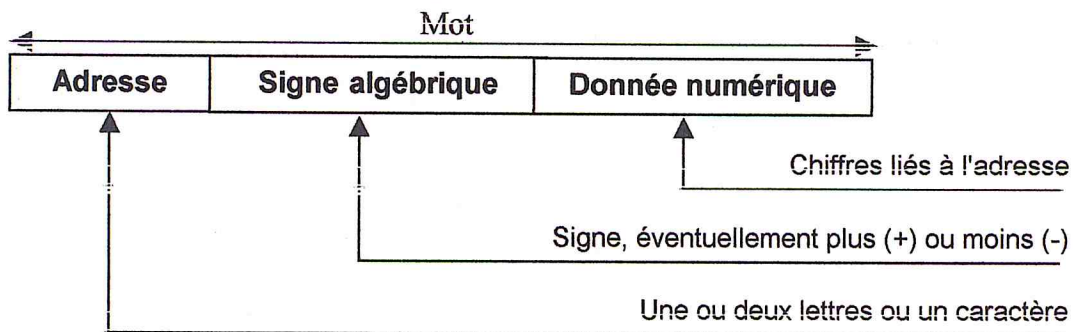 Mot
Adresse Signe algébrique Donnée numérique
Chiffres liés à l'adresse
Signe, éventuellement plus (+) ou moins (-)
Une ou deux lettres ou un caractère